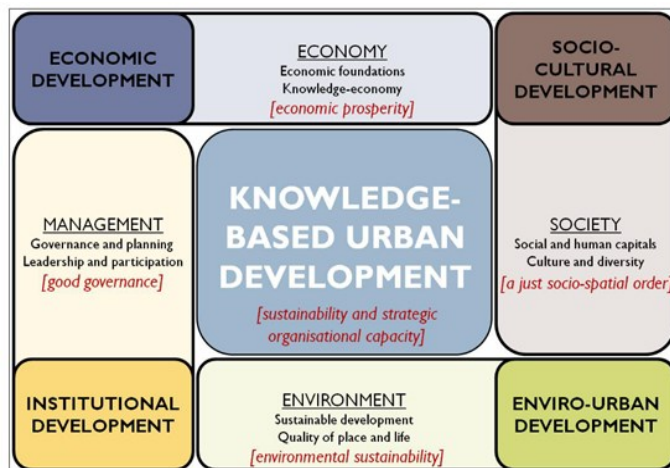 ECONOMIC
DEVELOPMENT
ECONOMY
Economic foundations
Knowledge-economy
[economic prosperity]
SOCIO-
CULTURAL
DEVELOPMENT
MANAGEMENT
Governance and planning
Leadership and participation
[good governance]
KNOWLEDGE-
BASED URBAN
DEVELOPMENT
[sustainability and strategic
organisational capacity]
SOCIETY
Social and human capitals
Culture and diversity
[a just socio-spatial order]
INSTITUTIONAL
DEVELOPMENT
ENVIRONMENT
Sustainable development
Quality of place and life
[environmental sustainability]
ENVIRO-URBAN
DEVELOPMENT